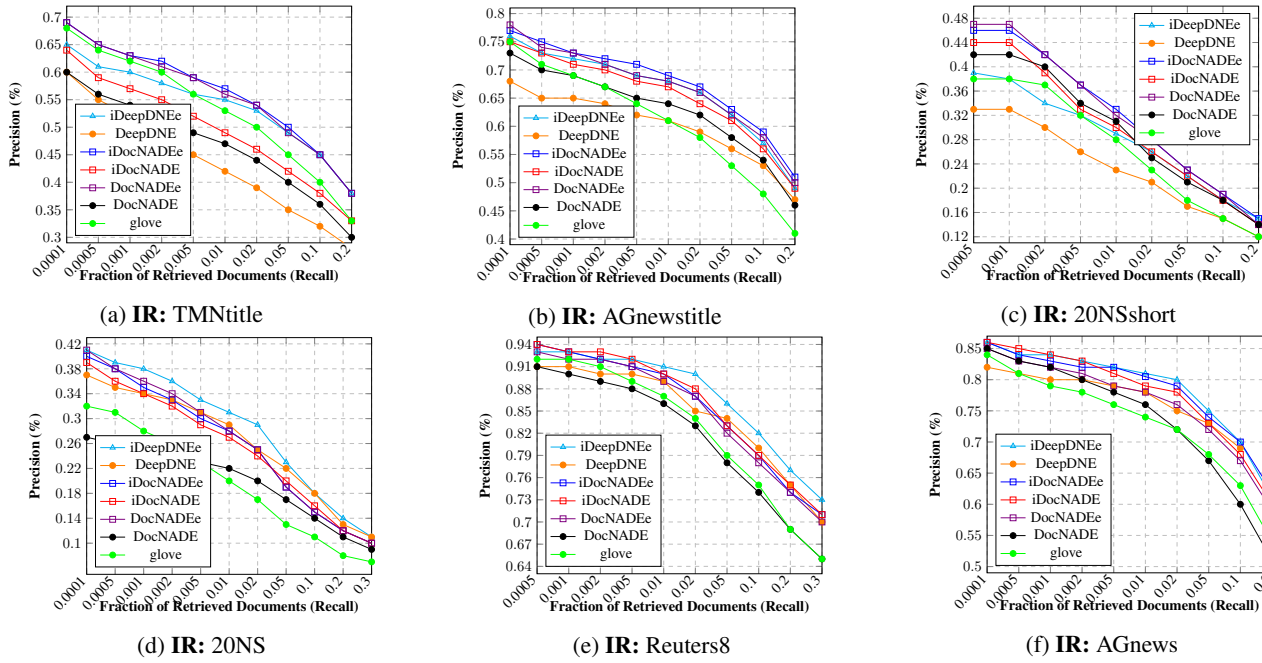 0.7
0.65
0.6
0.55
0.5
0.45
0.4
0.35
0.3
Precision (%)
iDeepDNEe
DeepDNE
iDocNADEe
iDocNADE
DocNADEe
DocNADE
glove
0.0001
0.0005
0.001
0.002
0.005
0.01
0.02
0.05
0.1
0.2
Fraction of Retrieved Documents (Recall)
(a) IR: TMNtitle
0.8
0.75
0.7
0.65
0.6
0.55
0.5
0.45
0.4
Precision (%)
iDeepDNEe
DeepDNE
iDocNADEe
iDocNADE
DocNADEe
DocNADE
glove
0.0001
0.0005
0.001
0.002
0.005
0.01
0.02
0.05
0.1
0.2
Fraction of Retrieved Documents (Recall)
(b) IR: AGnewstitle
0.48
0.44
0.4
0.36
0.32
0.28
0.24
0.2
0.16
0.12
Precision (%)
iDeepDNEe
DeepDNE
iDocNADEe
iDocNADE
DocNADEe
DocNADE
glove
0.0005
0.001
0.002
0.005
0.01
0.02
0.05
0.1
0.2
Fraction of Retrieved Documents (Recall)
(c) IR: 20NSshort
0.42
0.38
0.34
0.3
0.26
0.22
0.18
0.14
0.1
Precision (%)
iDeepDNEe
DeepDNE
iDocNADEe
iDocNADE
DocNADEe
DocNADE
glove
0.0001
0.0005
0.001
0.002
0.005
0.01
0.02
0.05
0.1
0.2
0.3
Fraction of Retrieved Documents (Recall)
(d) IR: 20NS
0.94
0.91
0.88
0.85
0.82
0.79
0.76
0.73
0.7
0.67
0.64
Precision (%)
iDeepDNEe
DeepDNE
iDocNADEe
iDocNADE
DocNADEe
DocNADE
glove
0.0005
0.001
0.002
0.005
0.01
0.02
0.05
0.1
0.2
0.3
Fraction of Retrieved Documents (Recall)
(e) IR: Reuters8
0.85
0.8
0.75
0.7
0.65
0.6
0.55
0.5
Precision (%)
iDeepDNEe
DeepDNE
iDocNADEe
iDocNADE
DocNADEe
DocNADE
glove
0.0001
0.0005
0.001
0.002
0.005
0.01
0.02
0.05
0.1
Fraction of Retrieved Documents (Recall)
(f) IR: AGnews